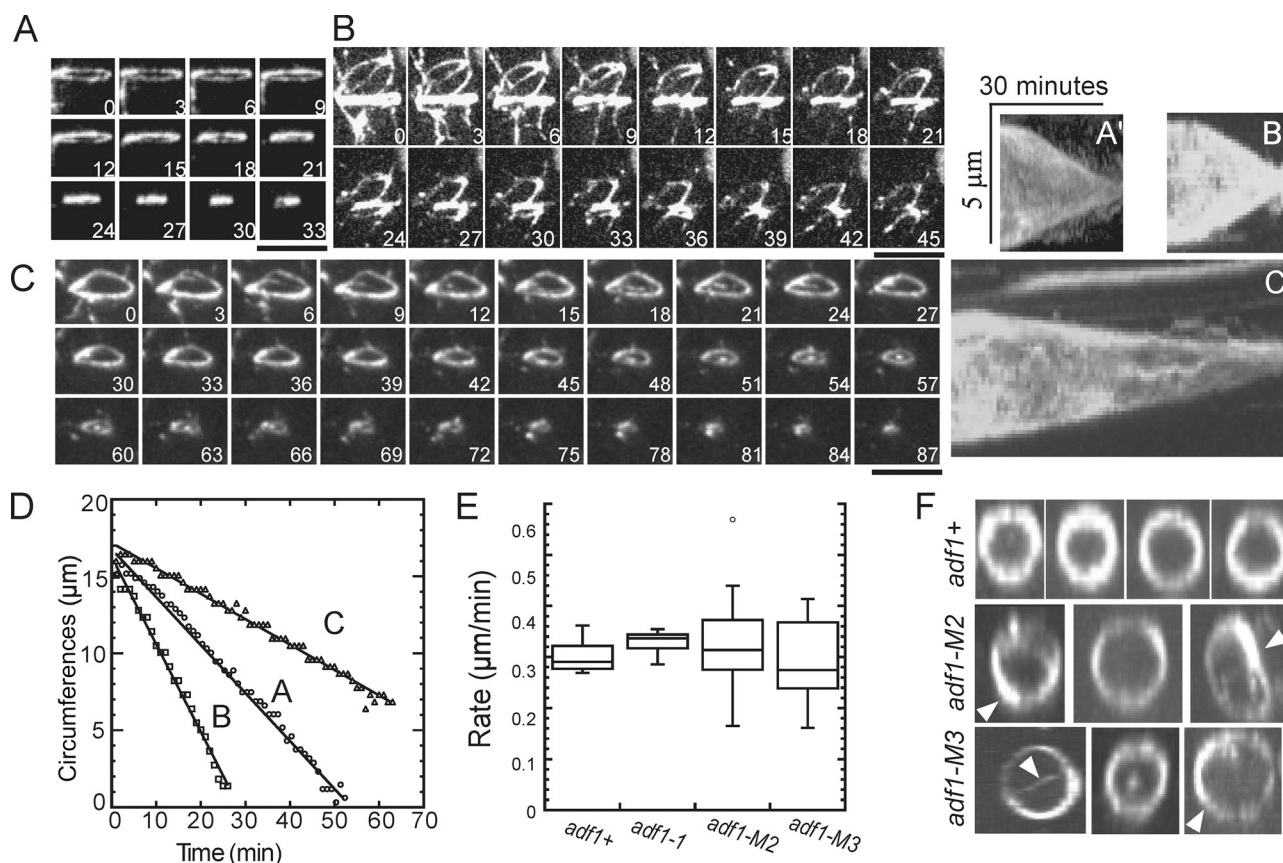 A
0 3 6 9
12 15 18 21
24 27 30 33
B
0 3 6 9 12 15 18 21
24 27 30 33 36 39 42 45
30 minutes
5 µm
A'
B
C
0 3 6 9 12 15 18 21 24 27
30 33 36 39 42 45 48 51 54 57
60 63 66 69 72 75 78 81 84 87
C
D
Circumferences (µm)
20
15
10
5
0
C
A
B
0 10 20 30 40 50 60 70
Time (min)
E
Rate (µm/min)
0.6
0.5
0.4
0.3
0.2
0.1
0
adf1+ adf1-1 adf1-M2 adf1-M3
F
adf1+
adf1-M2
adf1-M3